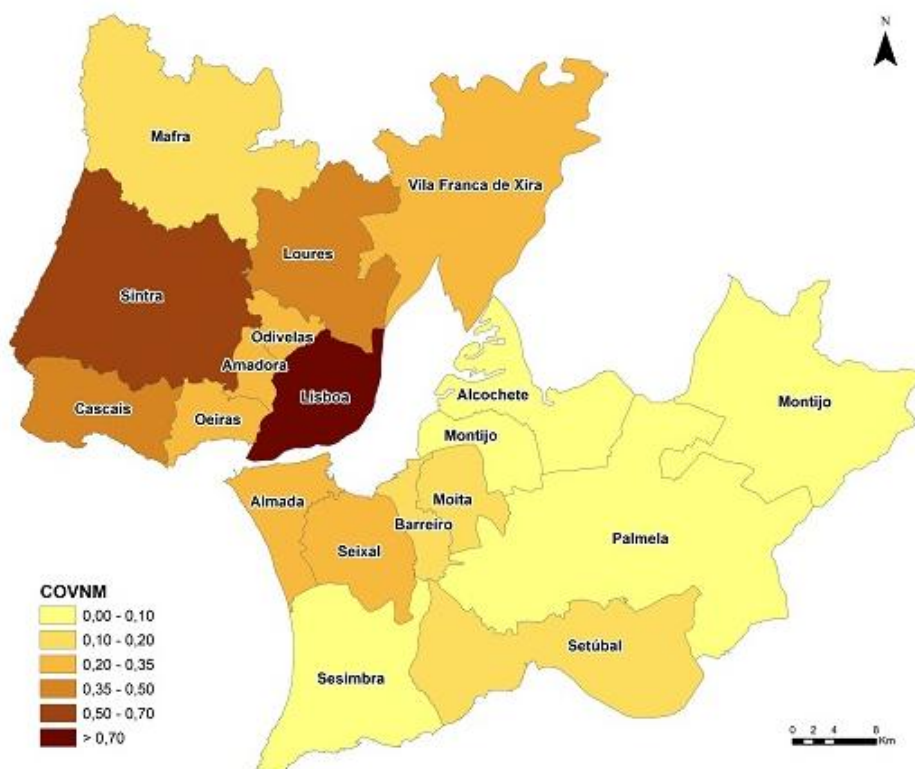 N
Mafra
Vila Franca de Xira
Loures
Sintra
Odivelas
Amadora
Lisboa
Cascais
Oeiras
Alcochete
Montijo
Montijo
Almada
Moita
Barreiro
Seixal
Palmela
Setúbal
Sesimbra
COVNM
0,00 - 0,10
0,10 - 0,20
0,20 - 0,35
0,35 - 0,50
0,50 - 0,70
> 0,70
0 2 4 8
Km